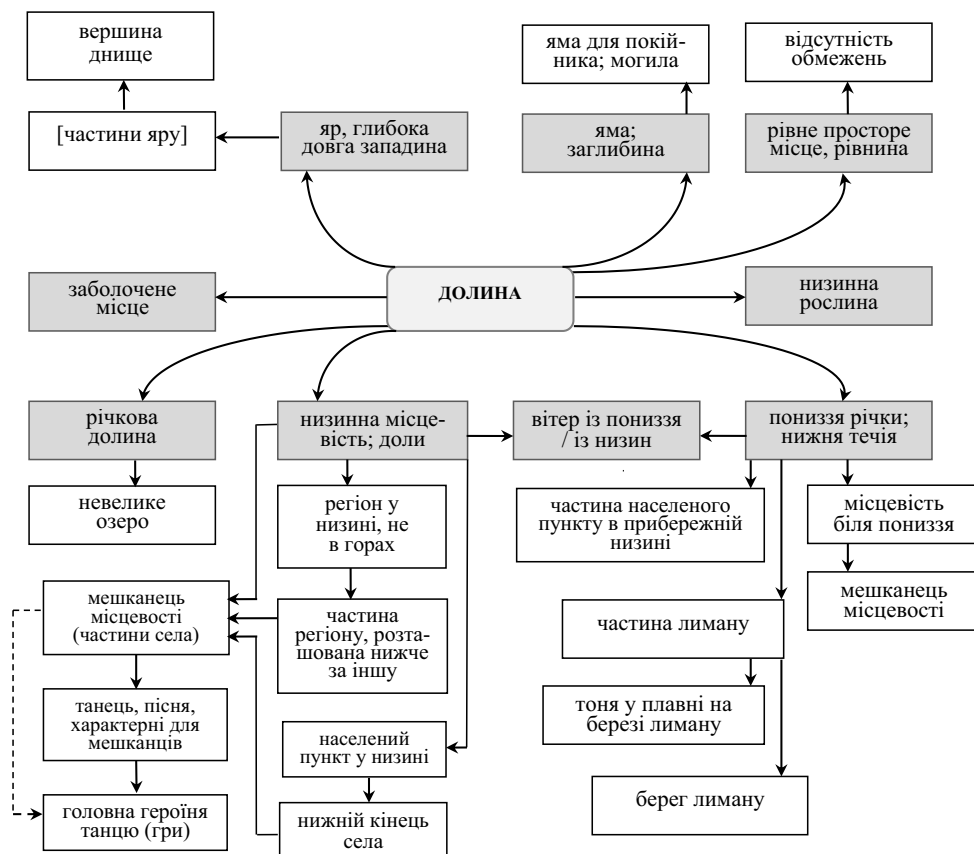 вершина
днище
яма для покій-
ника; могила
відсутність
обмежень
[частини яру]
яр, глибока
довга западина
яма;
заглибина
рівне просторе
місце, рівнина
заболочене
місце
ДОЛИНА
низинна
рослина
річкова
долина
низинна місце-
вість; доли
вітер із пониззя
/ із низин
пониззя річки;
нижня течія
невелике
озеро
регіон у
низині, не
в горах
частина населеного
пункту в прибережній
низині
місцевість
біля пониззя
мешканець
місцевості
(частини села)
частина
регіону, розта-
шована нижче
за іншу
частина лиману
мешканець
місцевості
танець, пісня,
характерні для
мешканців
населений
пункт у низині
тоня у плавні на
березі лиману
головна героїня
танцю (гри)
нижній кінець
села
берег лиману